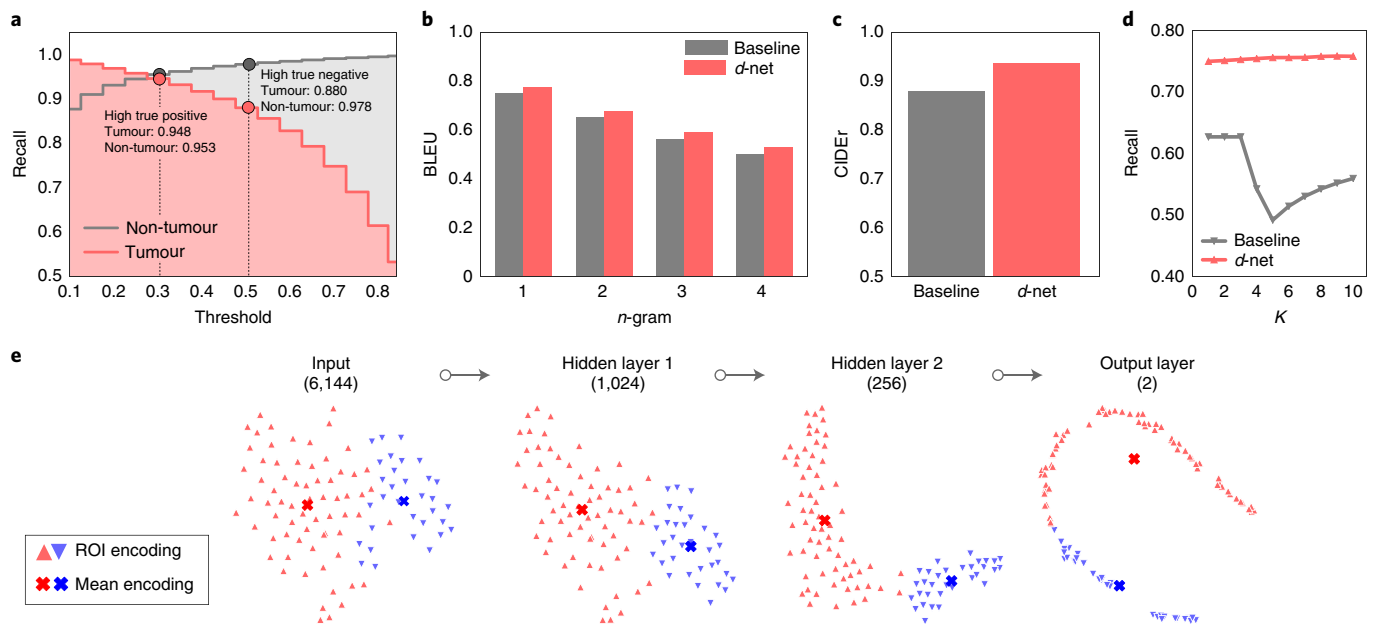 a
1.0
0.9
0.8
0.7
1.0
0.6
0.5
Recall
0.1 0.2 0.3 0.4 0.5 0.6 0.7 0.8
Threshold
High true positive
Tumour: 0.948
Non-tumour: 0.953
High true negative
Tumour: 0.880
Non-tumour: 0.978
Non-tumour
Tumour
b
1.0
0.8
0.6
0.4
0.2
0
BLEU
Baseline
d-net
1 2 3 4
n-gram
c
1.0
0.9
0.8
0.7
0.6
0.5
CIDEr
Baseline d-net
d
0.80
0.70
0.60
0.50
0.40
Recall
Baseline
d-net
0 2 4 6 8 10
K
e
Input
(6,144)
Hidden layer 1
(1,024)
Hidden layer 2
(256)
Output layer
(2)
ROI encoding
Mean encoding